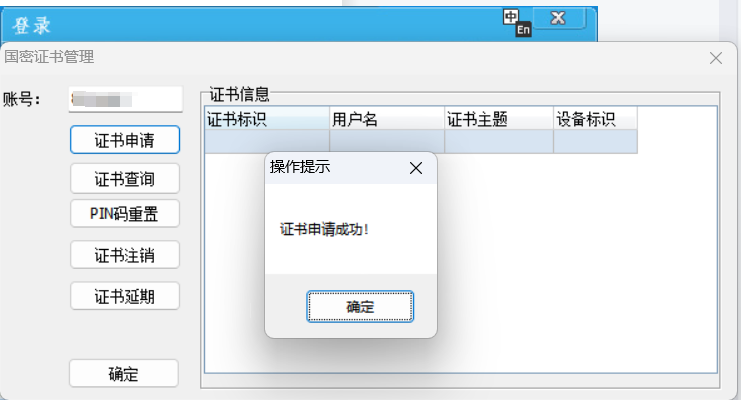 登录
中
En
国密证书管理
账号：
证书信息
证书标识 用户名 证书主题 设备标识
证书申请
证书查询
PIN码重置
证书注销
证书延期
确定
操作提示
证书申请成功！
确定